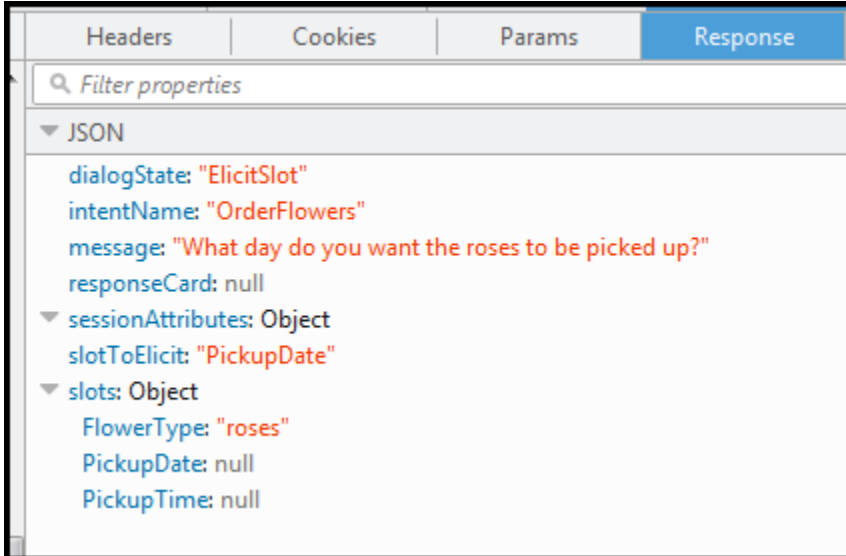 Headers Cookies Params Response
Filter properties
JSON
dialogState: "ElicitSlot"
intentName: "OrderFlowers"
message: "What day do you want the roses to be picked up?"
responseCard: null
sessionAttributes: Object
slotToElicit: "PickupDate"
slots: Object
FlowerType: "roses"
PickupDate: null
PickupTime: null